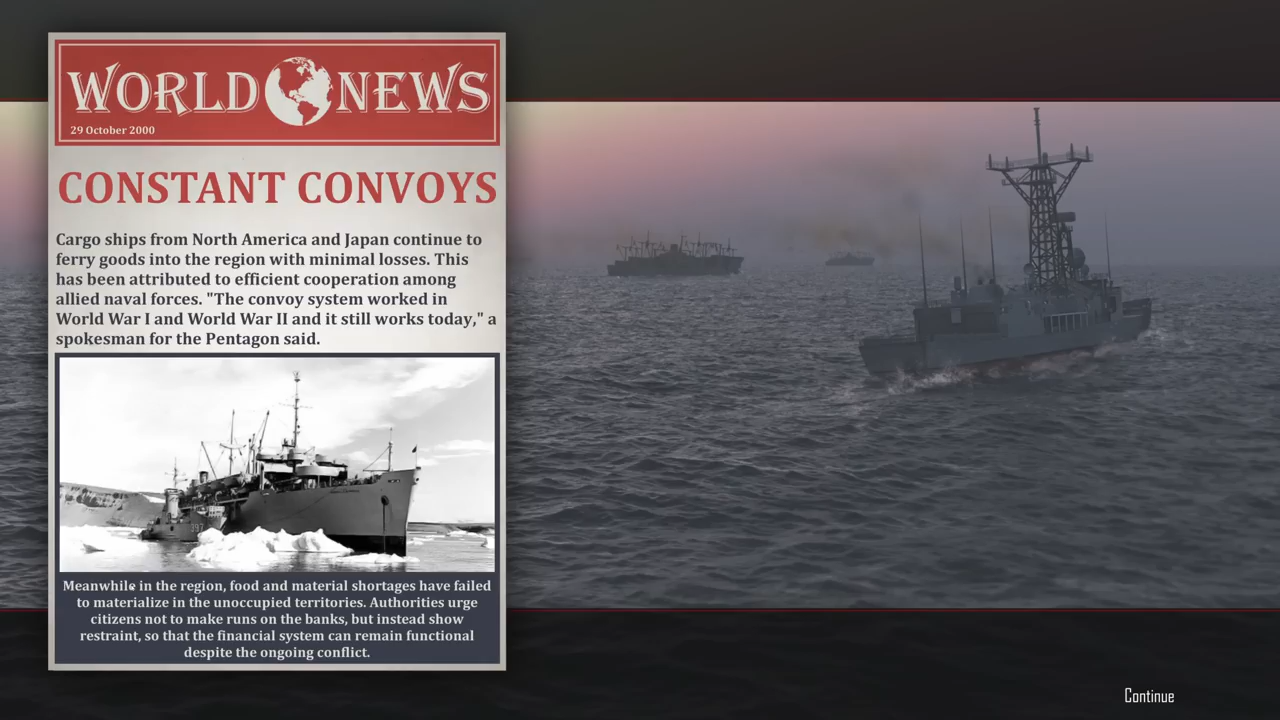 WORLD NEWS
29 October 2000
CONSTANT CONVOYS
Cargo ships from North America and Japan continue to
ferry goods into the region with minimal losses. This
has been attributed to efficient cooperation among
allied naval forces. "The convoy system worked in
World War I and World War II and it still works today," a
spokesman for the Pentagon said.
397
Meanwhile in the region, food and material shortages have failed
to materialize in the unoccupied territories. Authorities urge
citizens not to make runs on the banks, but instead show
restraint, so that the financial system can remain functional
despite the ongoing conflict.
Continue